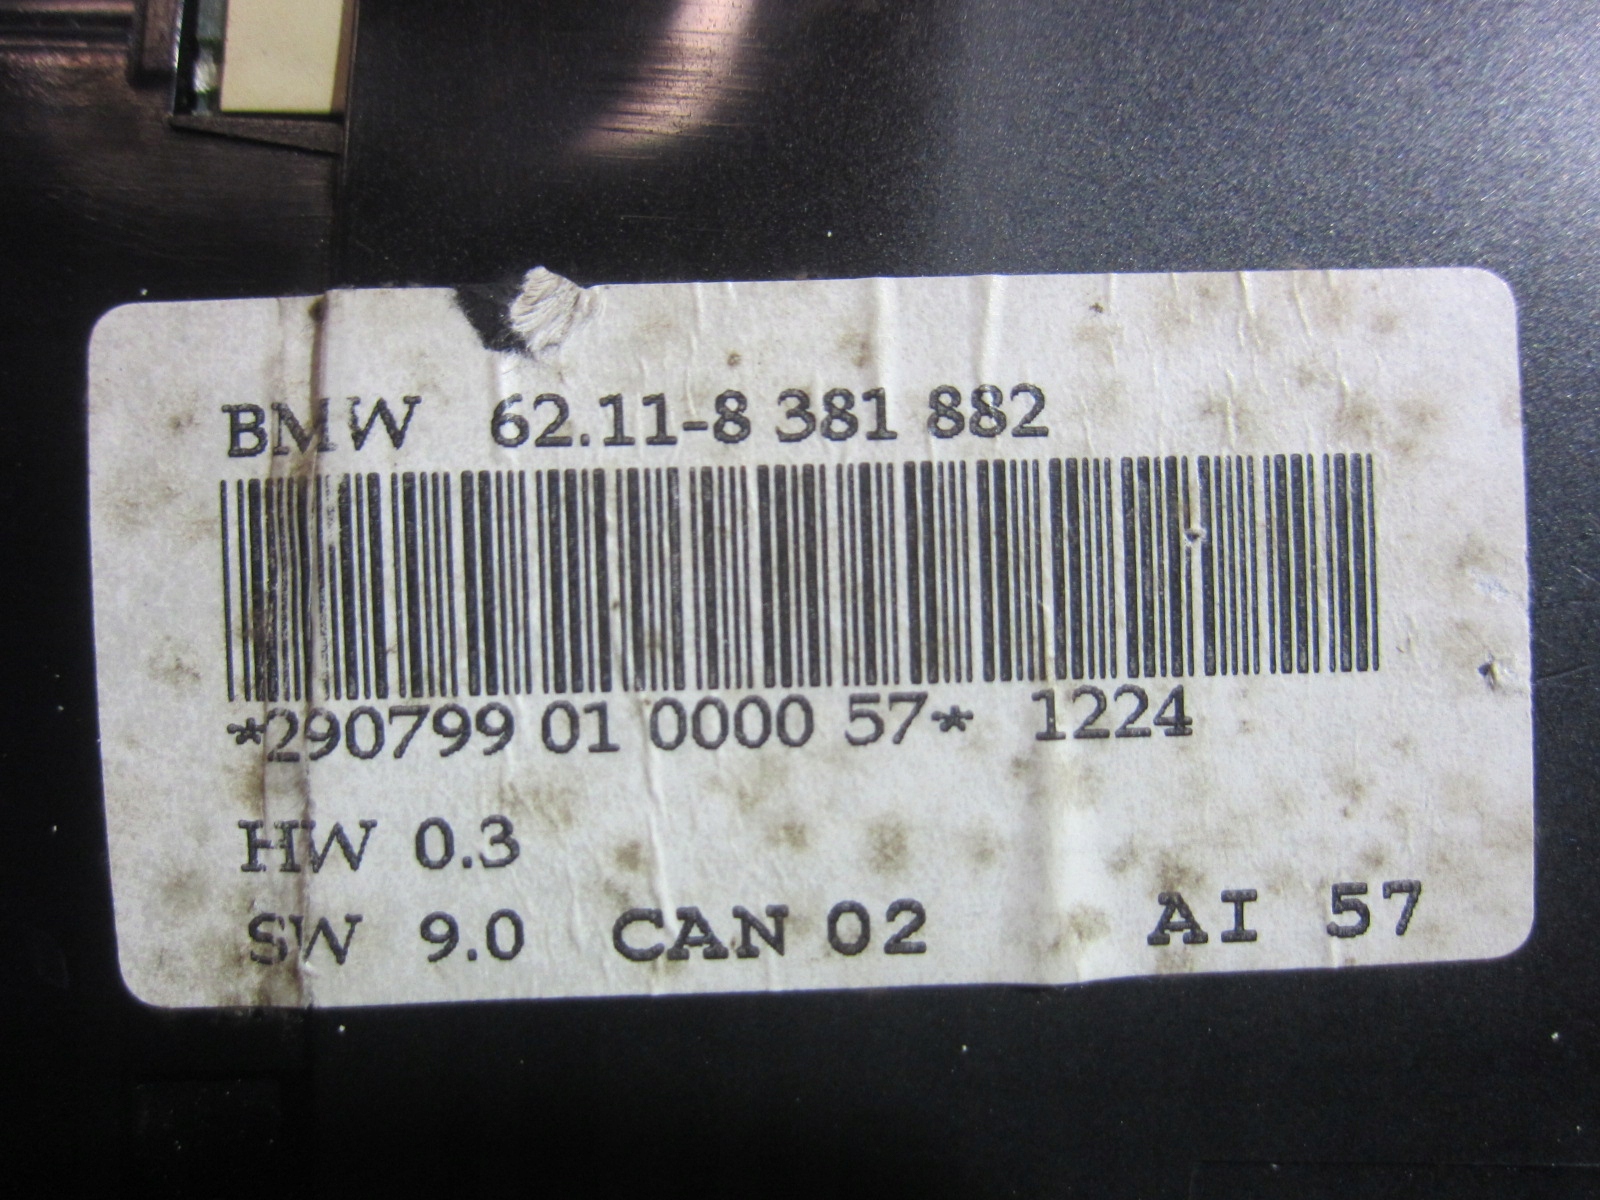 BMW 62.11-8 381 882
*290799 01 0000 57* 1224
HW 0.3
SW 9.0 CAN 02 AI 57